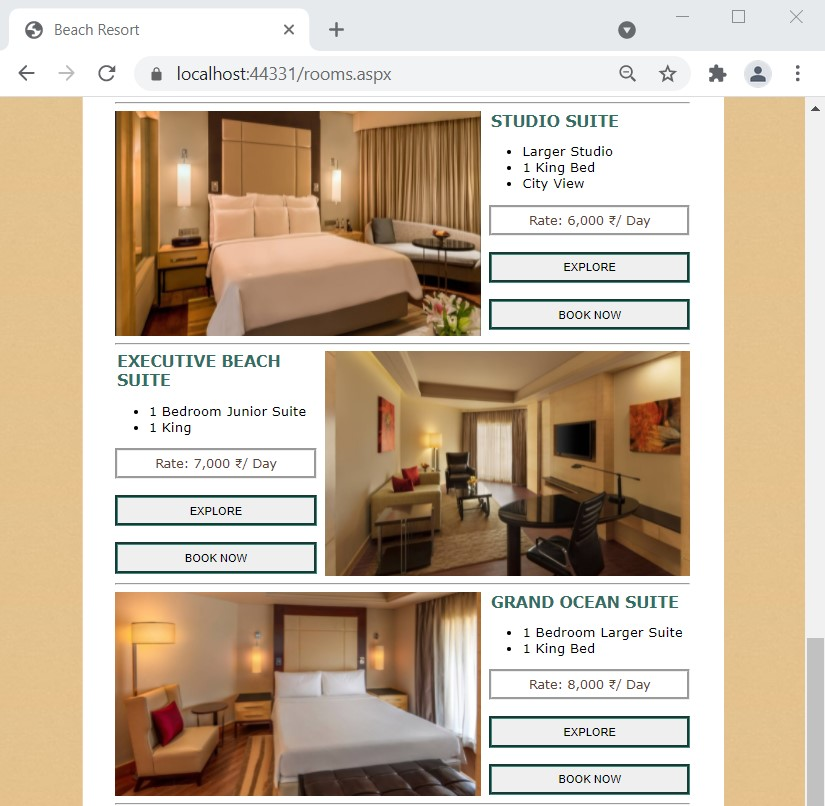 Beach Resort
localhost:44331/rooms.aspx
STUDIO SUITE
Larger Studio
1 King Bed
City View
Rate: 6,000 ₹/ Day
EXPLORE
BOOK NOW
EXECUTIVE BEACH
SUITE
1 Bedroom Junior Suite
1 King
Rate: 7,000 ₹/ Day
EXPLORE
BOOK NOW
GRAND OCEAN SUITE
1 Bedroom Larger Suite
1 King Bed
Rate: 8,000 ₹/ Day
EXPLORE
BOOK NOW